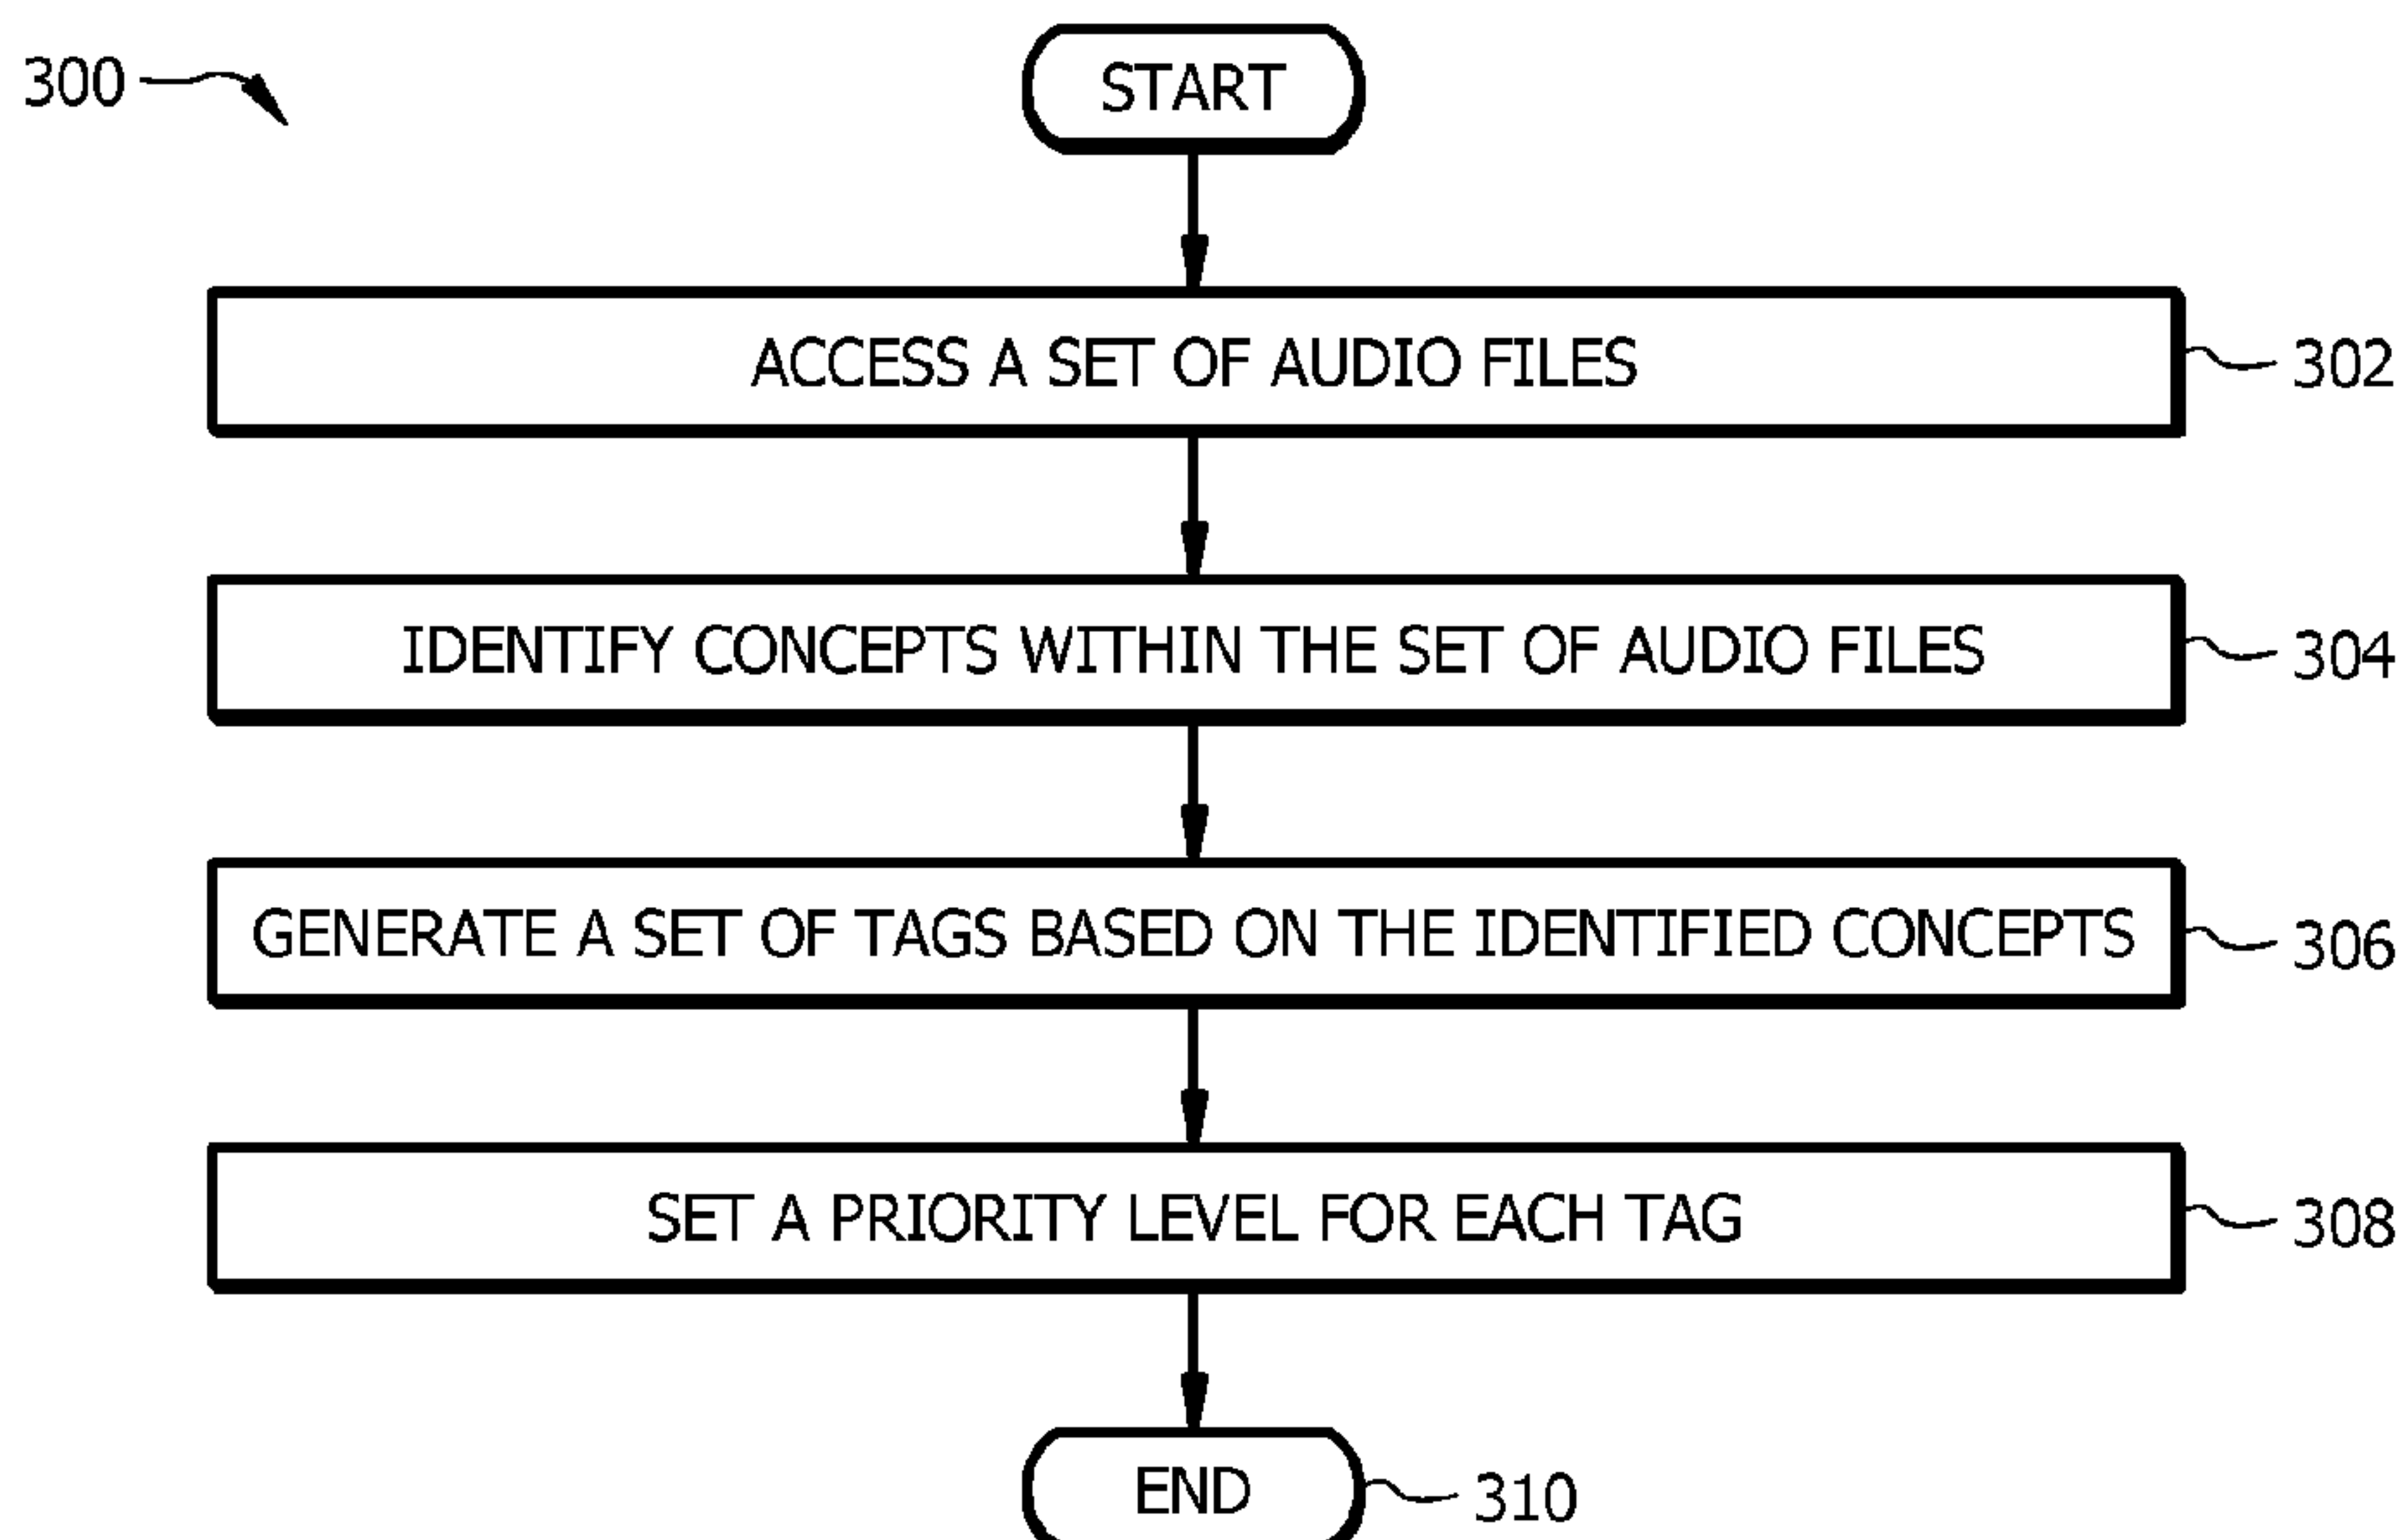 300
START
ACCESS A SET OF AUDIO FILES
302
IDENTIFY CONCEPTS WITHIN THE SET OF AUDIO FILES
304
GENERATE A SET OF TAGS BASED ON THE IDENTIFIED CONCEPTS
306
SET A PRIORITY LEVEL FOR EACH TAG
308
END
310